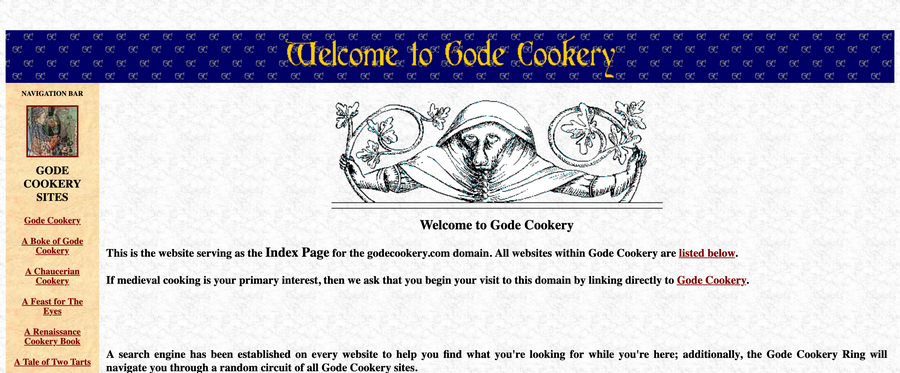 Welcome to Gode Cookery
NAVIGATION BAR
GODE
COOKERY
SITES
Gode Cookery
A Boke of Gode
Cookery
A Chaucerian
Cookery
A Feast for The
Eyes
A Renaissance
Cookery Book
A Tale of Two Tarts
Welcome to Gode Cookery
This is the website serving as the Index Page for the godecookery.com domain. All websites within Gode Cookery are listed below.
If medieval cooking is your primary interest, then we ask that you begin your visit to this domain by linking directly to Gode Cookery.
A search engine has been established on every website to help you find what you're looking for while you're here; additionally, the Gode Cookery Ring will
navigate you through a random circuit of all Gode Cookery sites.